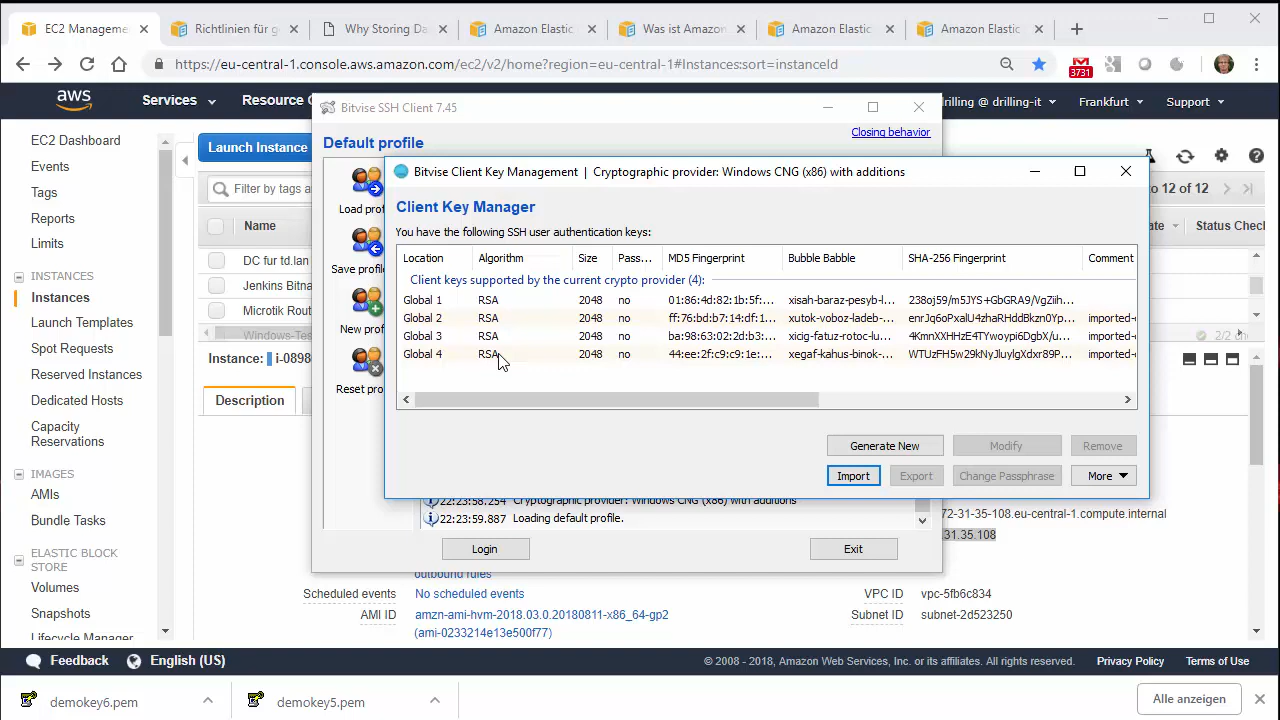 EC2 Manageme
Richtlinien für g
Why Storing Da
Amazon Elastic
Was ist Amazon
Amazon Elastic
Amazon Elastic
https://eu-central-1.console.aws.amazon.com/ec2/v2/home?region=eu-central-1#Instances:sort=instanceId
3731
aws
Services
Resource
drilling @ drilling-it
Frankfurt
Support
Bitvise SSH Client 7.45
Closing behavior
Default profile
Bitvise Client Key Management | Cryptographic provider: Windows CNG (x86) with additions
Client Key Manager
You have the following SSH user authentication keys:
Location Algorithm Size Pass... MD5 Fingerprint Bubble Babble SHA-256 Fingerprint Comment
Client keys supported by the current crypto provider (4):
Global 1 RSA 2048 no 01:86:4d:82:1b:5f:... xisah-baraz-pesyb-l... 238oj59/m5JYS+GbGRA9/vgZiih...
Global 2 RSA 2048 no ff:76:bd:b7:14:df:1... xutok-voboz-ladeb-... enrJq6oPxalU4zhaRHddBkzn0Yp... imported-
Global 3 RSA 2048 no ba:98:63:02:2d:b3:... xicig-fatuz-rotoc-lu... 4KmnXXHHzE4TYwoypi6DgbX/u... imported-
Global 4 RSA 2048 no 44:ee:2f:c9:c9:1e:... xegaf-kahus-binok-... WTUzFH5w29kNyJluylgXdxr89P... imported-
Generate New
Modify
Remove
Import
Export
Change Passphrase
More
22:23:58.254 Cryptographic provider: Windows CNG (x86) with additions
22:23:59.887 Loading default profile.
Login
Exit
Load prof
Save profile
New prof
Reset pro
EC2 Dashboard
Events
Tags
Reports
Limits
INSTANCES
Instances
Launch Templates
Spot Requests
Reserved Instances
Dedicated Hosts
Capacity
Reservations
IMAGES
AMIs
Bundle Tasks
ELASTIC BLOCK
STORE
Volumes
Snapshots
Lifecycle Manager
Launch Instance
Filter by tags a
to 12 of 12
Name
Status Chec
DC fur td.lan
Jenkins Bitna
Microtik Rout
Windows-Test
Instance: i-0898
Description
72-31-35-108.eu-central-1.compute.internal
31.35.108
outbound rules
Scheduled events No scheduled events VPC ID vpc-5fb6c834
AMI ID amzn-ami-hvm-2018.03.0.20180811-x86_64-gp2 Subnet ID subnet-2d523250
(ami-0233214e13e500f77)
Feedback
English (US)
© 2008 - 2018, Amazon Web Services, Inc. or its affiliates. All rights reserved.
Privacy Policy
Terms of Use
demokey6.pem
demokey5.pem
Alle anzeigen